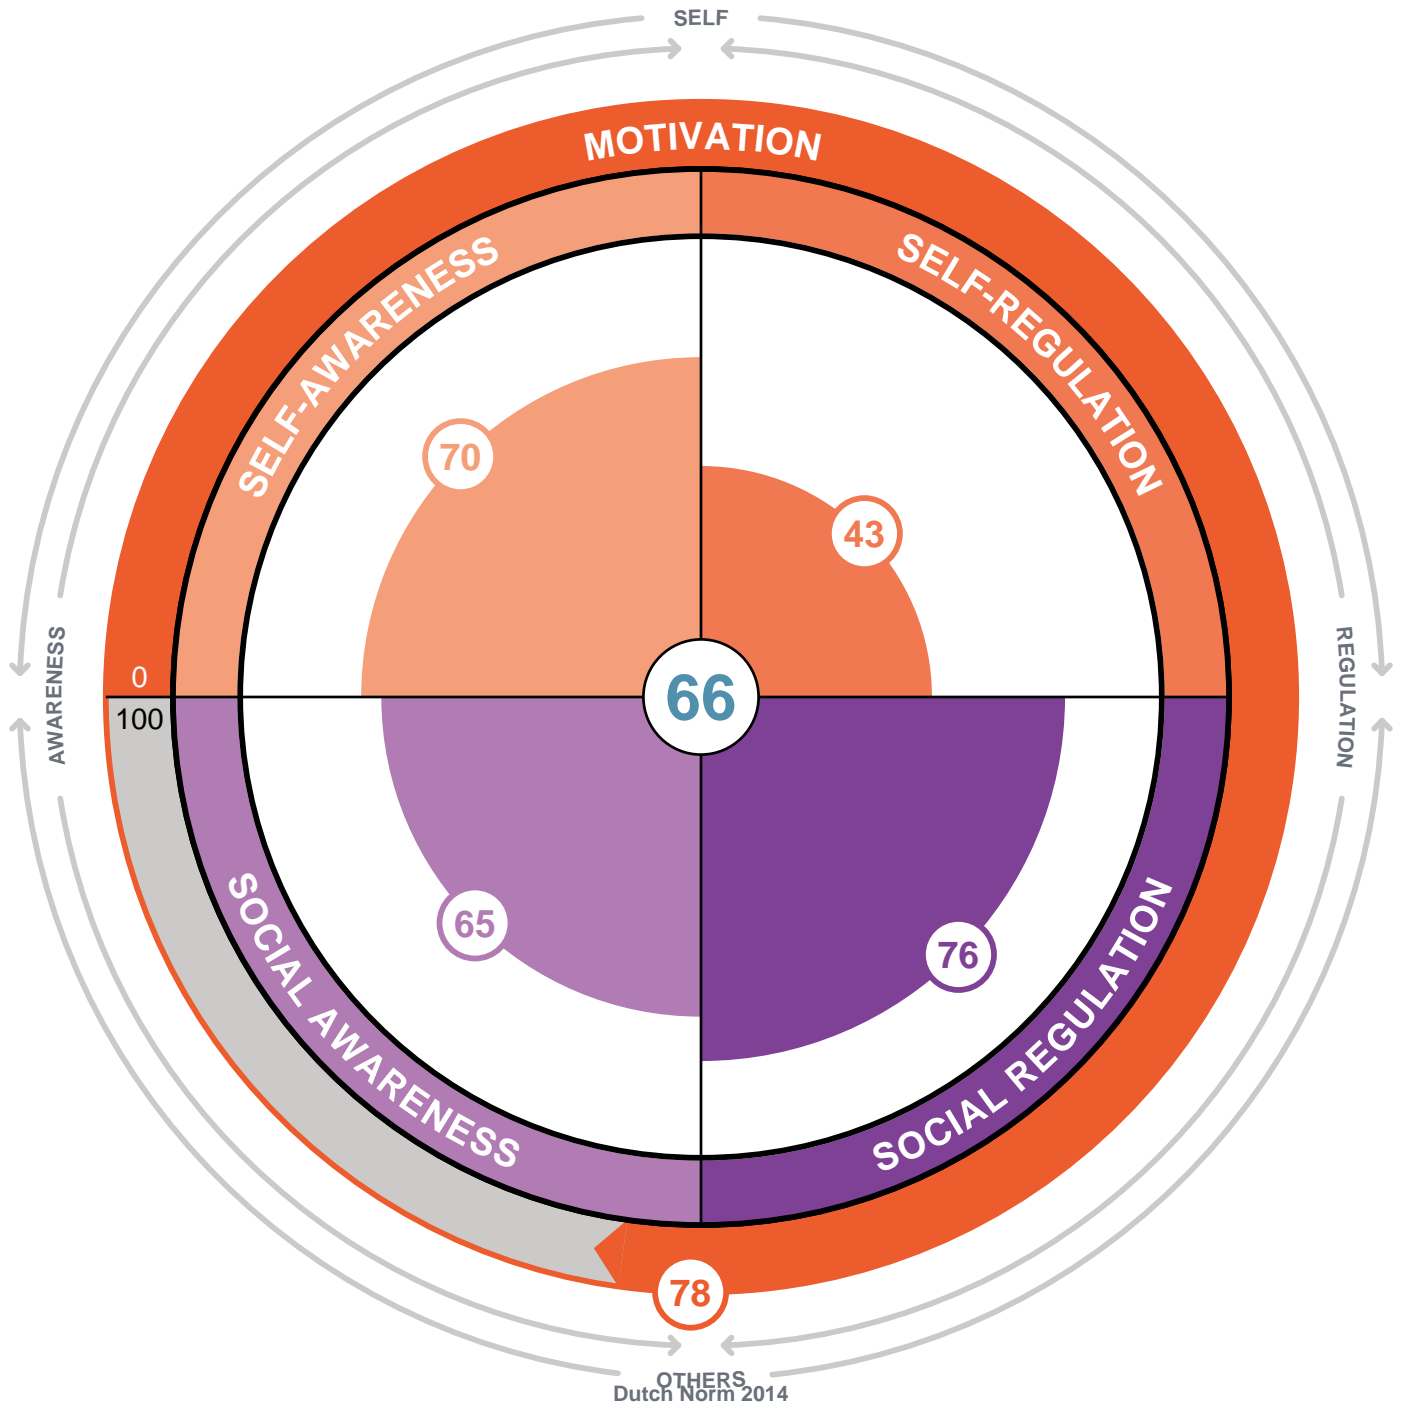 SELF
MOTIVATION
SELF-AWARENESS
SELF-REGULATION
70
43
AWARENESS
REGULATION
0
100
66
65
76
SOCIAL AWARENESS
SOCIAL REGULATION
78
OTHERS
Dutch Norm 2014